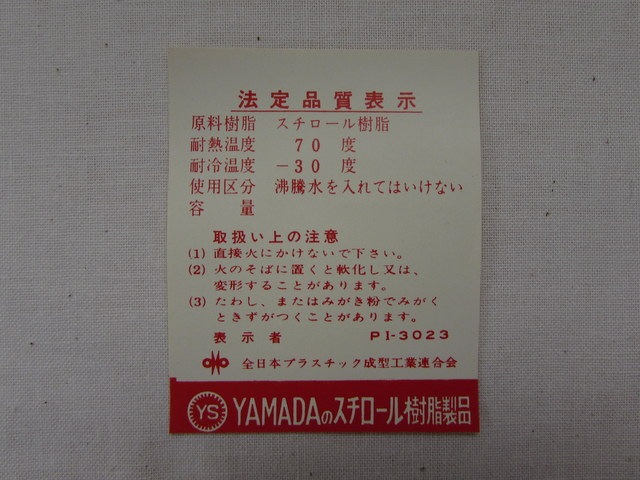 法定品質表示
原料樹脂 スチロール樹脂
耐熱温度 70 度
耐冷温度 −30 度
使用区分 沸騰水を入れてはいけない
容量
取扱い上の注意
(1) 直接火にかけないで下さい。
(2) 火のそばに置くと軟化し又は、
変形することがあります。
(3) たわし、またはみがき粉でみがく
ときずがつくことがあります。
表示者 PI-3023
全日本プラスチック成型工業連合会
YS YAMADAのスチロール樹脂製品